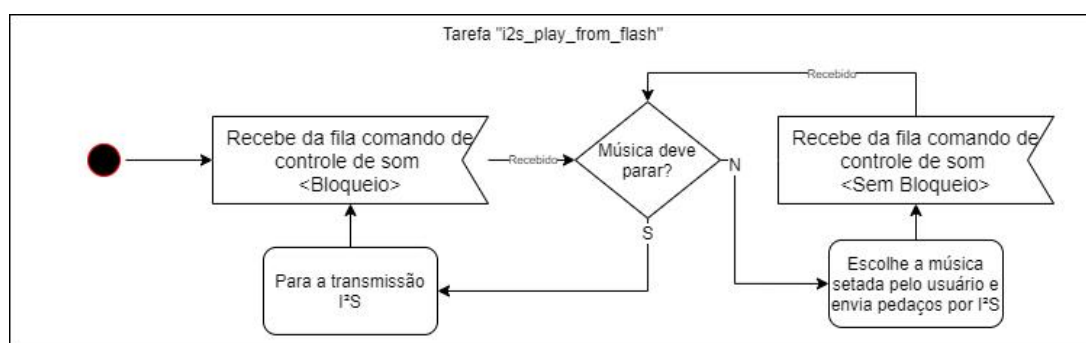 Tarefa "i2s_play_from_flash"
Recebe da fila comando de
controle de som
<Bloqueio>
Recebido
Música deve
parar?
N
S
Recebido
Recebe da fila comando de
controle de som
<Sem Bloqueio>
Para a transmissão
I²S
Escolhe a música
setada pelo usuário e
envia pedaços por I²S